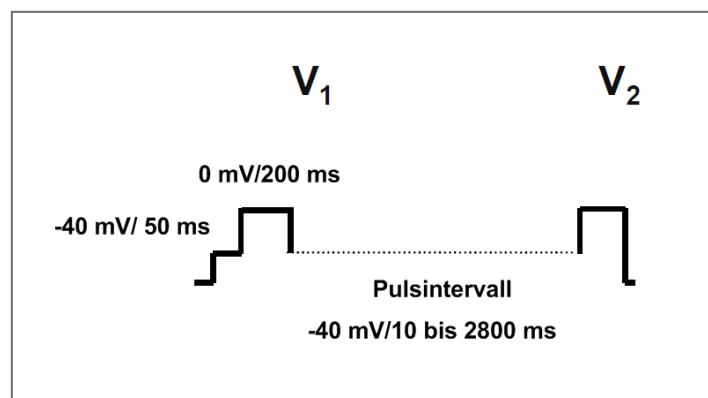 V₁ V₂
0 mV/200 ms
-40 mV/ 50 ms
Pulsintervall
-40 mV/10 bis 2800 ms